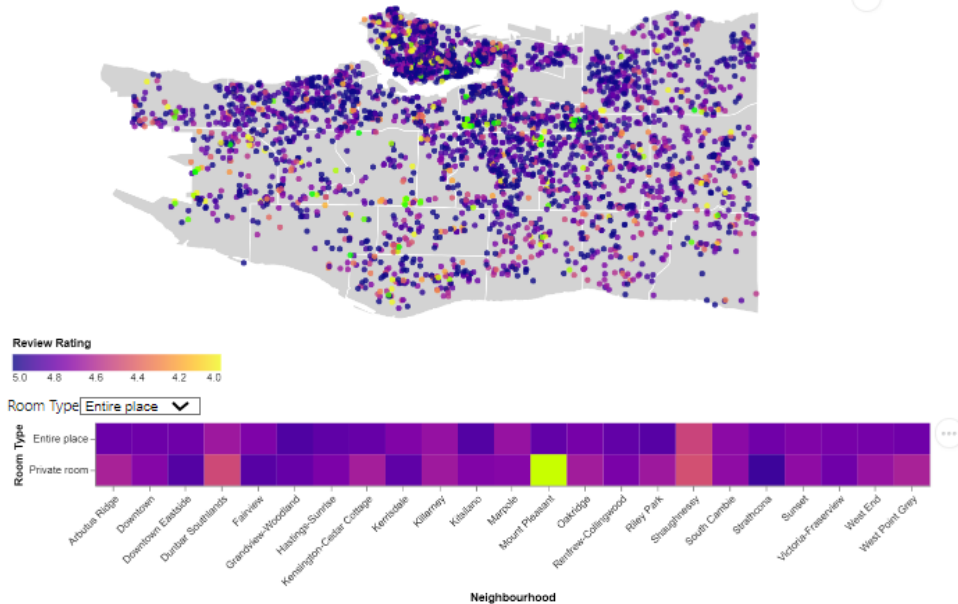 Review Rating
5.0 4.8 4.6 4.4 4.2 4.0
Room Type Entire place
Room Type
Entire place
Private room
Arbutus Ridge
Downtown
Downtown Eastside
Dunbar Southlands
Fairview
Grandview-Woodland
Hastings-Sunrise
Kensington-Cedar Cottage
Kerrisdale
Killarney
Kitsilano
Marpole
Mount Pleasant
Oakridge
Renfrew-Collingwood
Riley Park
Shaughnessy
South Cambie
Strathcona
Sunset
Victoria-Fraserview
West End
West Point Grey
Neighbourhood